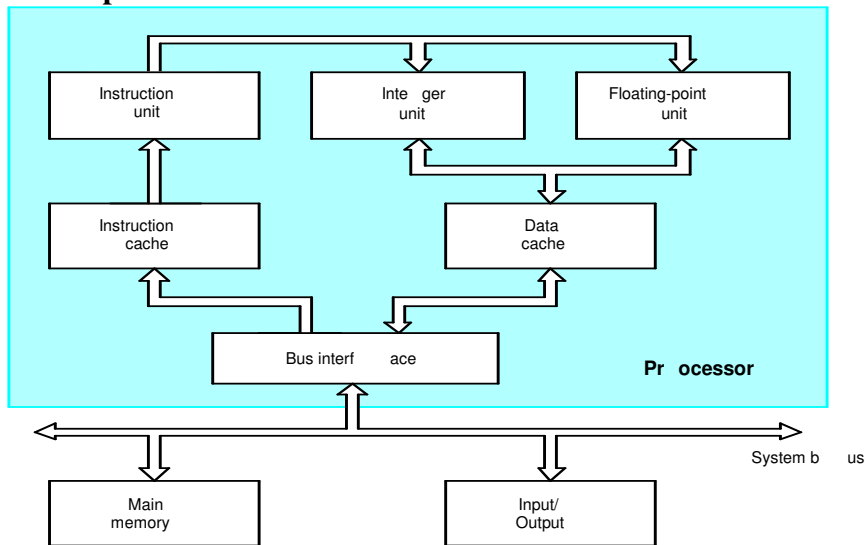 Instruction
unit
Inte ger
unit
Floating-point
unit
Instruction
cache
Data
cache
Bus interf ace
Pr ocessor
System b us
Main
memory
Input/
Output